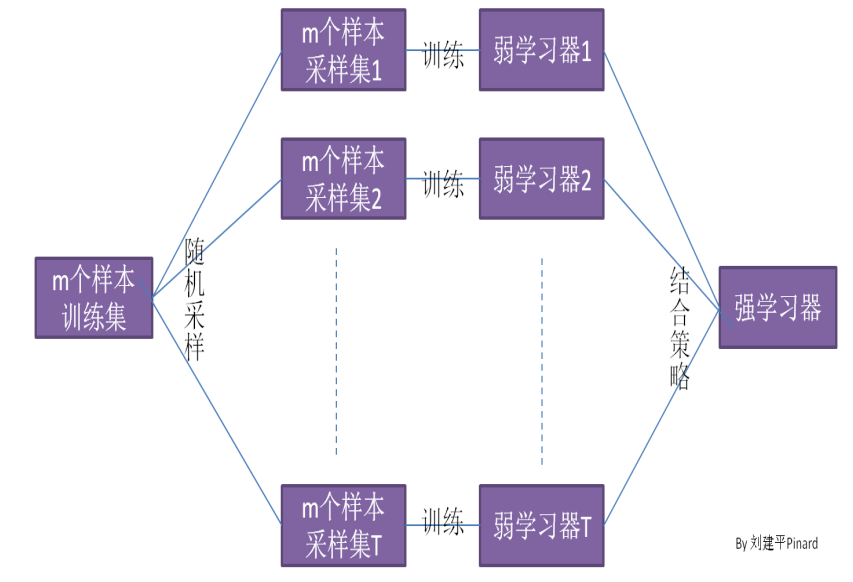 m个样本
采样集1
训练
弱学习器1
m个样本
采样集2
训练
弱学习器2
随机采样
m个样本
训练集
结合策略
强学习器
m个样本
采样集T
训练
弱学习器T
By 刘建平Pinard